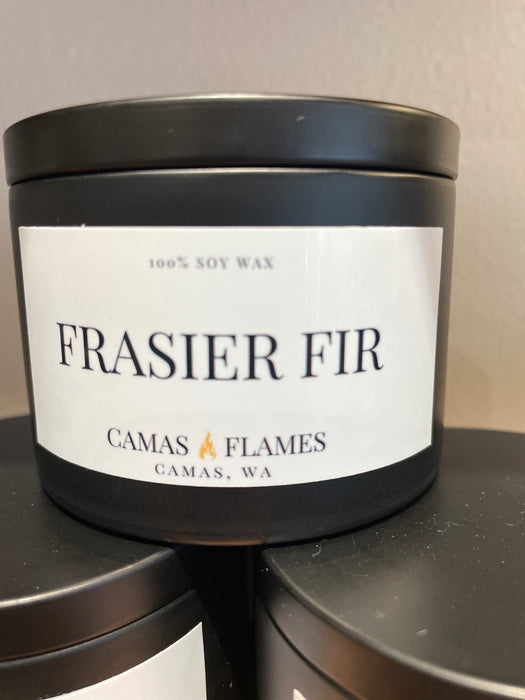 100% SOY WAX
FRASIER FIR
CAMAS FLAMES
CAMAS, WA